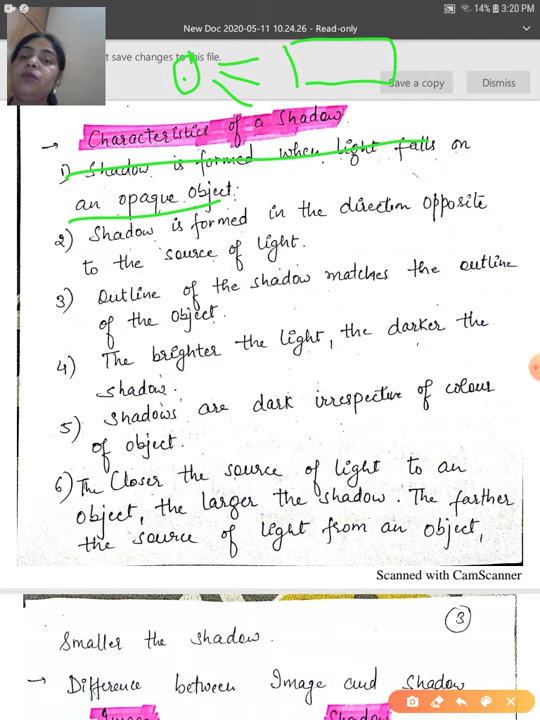 14% 3:20 PM
New Doc 2020-05-11 10.24.26 - Read-only
t save changes to this file.
Save a copy
Dismiss
→ Characteristics of a Shadow.
1) Shadow is formed when light falls on
an opaque object.
2) Shadow is formed in the direction opposite
to the source of light.
3) Outline of the shadow matches the outline
of the object.
4) The brighter the light, the darker the
shadow.
5) Shadows are dark irrespective of colour
of object.
6) The closer the source of light to an
object, the larger the shadow. The farther
the source of light from an object,
Scanned with CamScanner
3
Smaller the shadow.
→ Difference between Image and Shadow
Image
Shadow